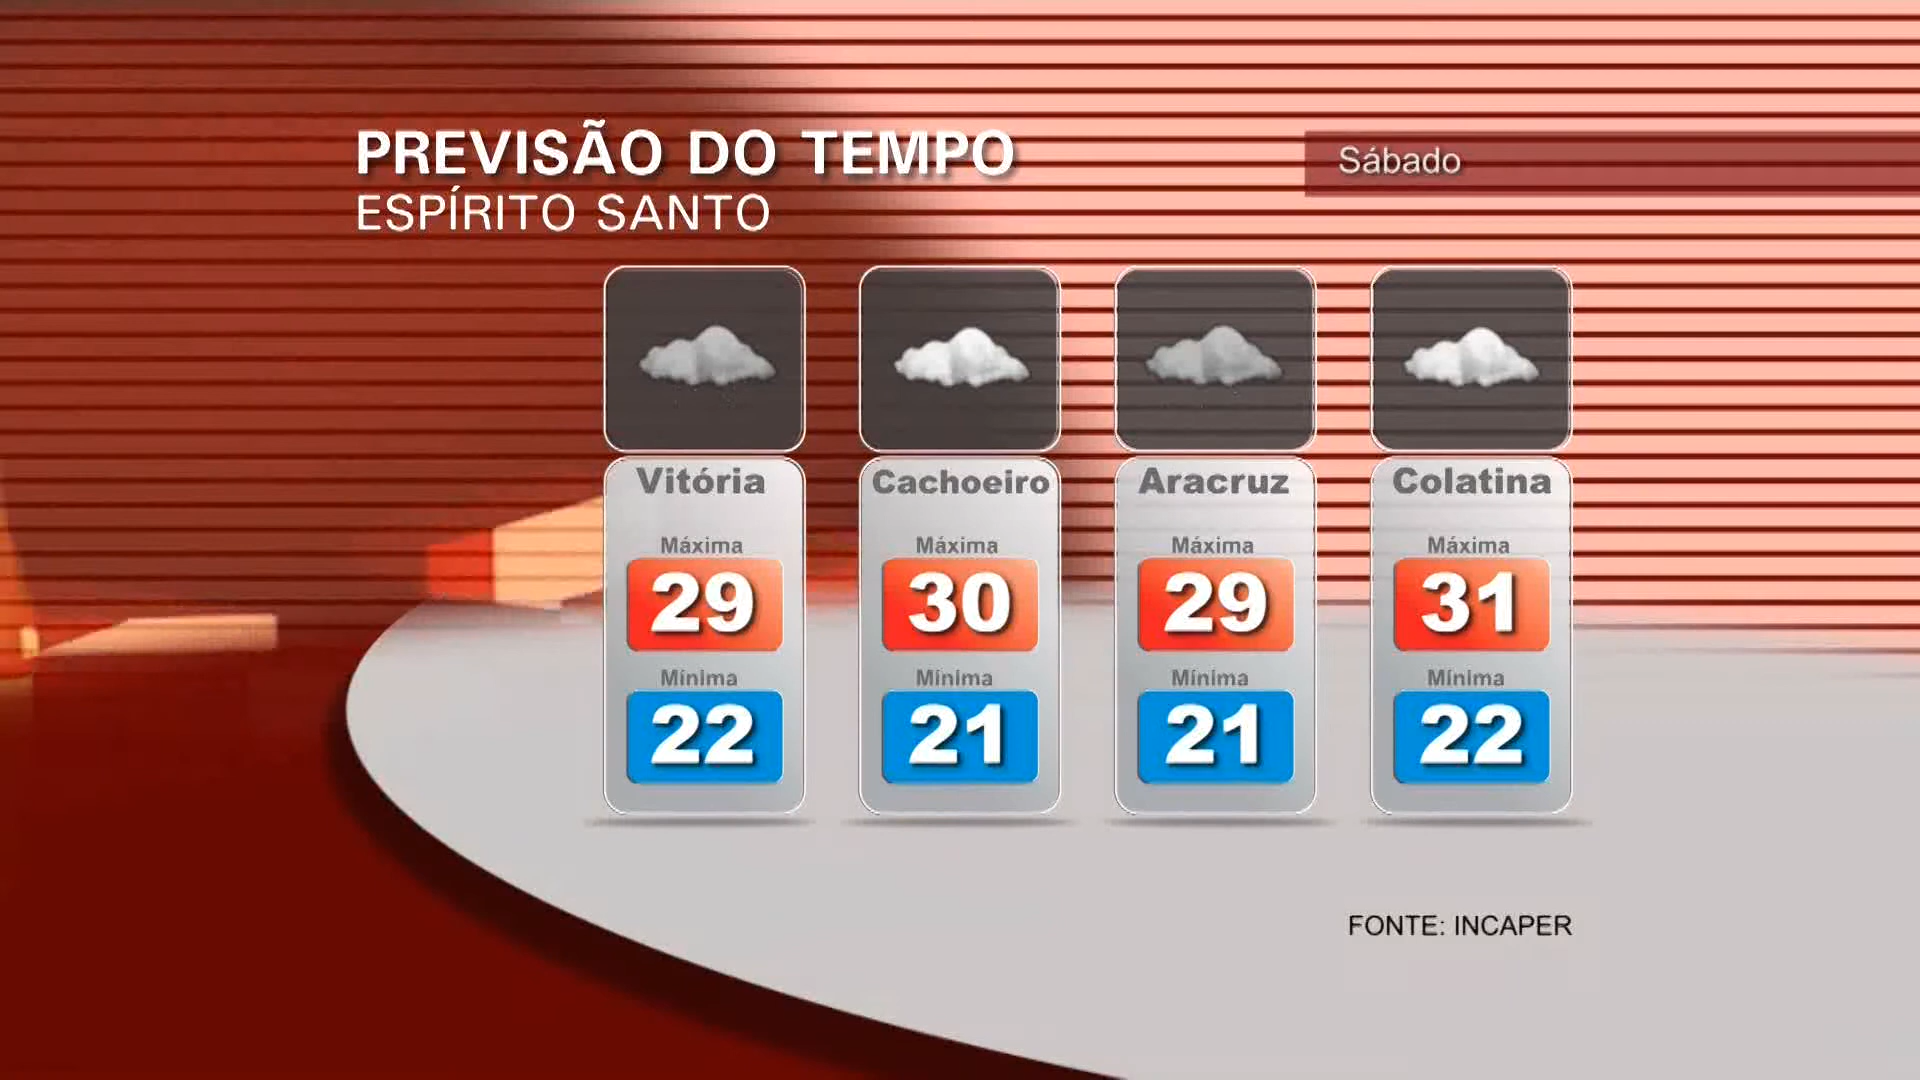 PREVISÃO DO TEMPO
ESPÍRITO SANTO
Sábado
Vitória
Máxima
29
Mínima
22
Cachoeiro
Máxima
30
Mínima
21
Aracruz
Máxima
29
Mínima
21
Colatina
Máxima
31
Mínima
22
FONTE: INCAPER